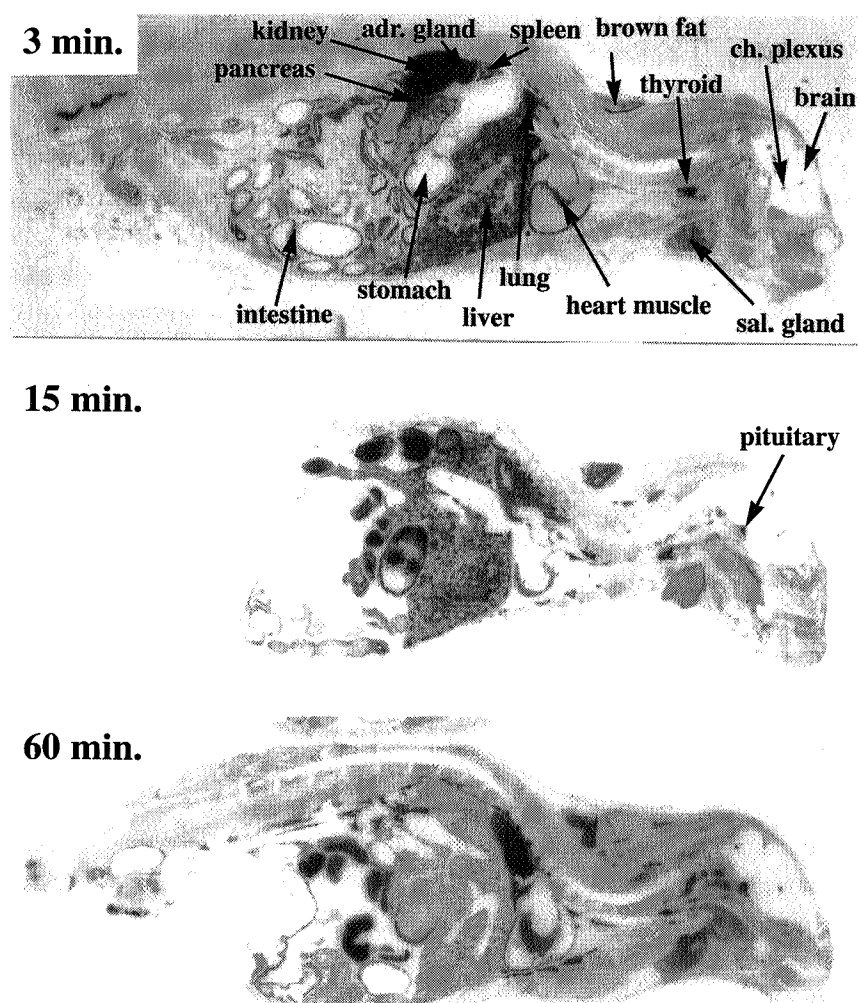 3 min.
kidney
adr. gland
spleen
brown fat
pancreas
ch. plexus
thyroid
brain
intestine
stomach
liver
lung
heart muscle
sal. gland
15 min.
pituitary
60 min.